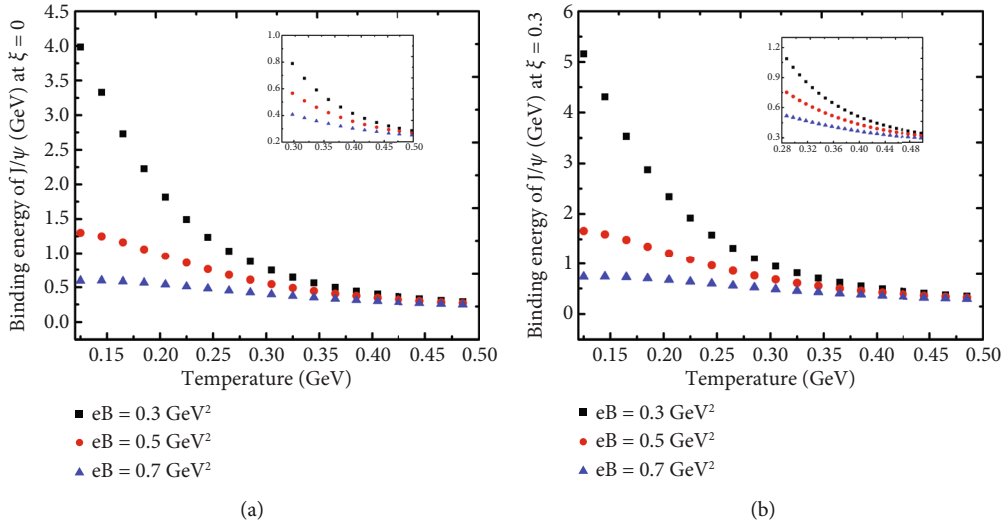 Binding energy of J/ψ (GeV) at ξ = 0
4.5
4.0
3.5
3.0
2.5
2.0
1.5
1.0
0.5
0.0
0.15 0.20 0.25 0.30 0.35 0.40 0.45 0.50
Temperature (GeV)
1.0
0.8
0.6
0.4
0.2
0.30 0.35 0.40 0.45 0.50
eB = 0.3 GeV²
eB = 0.5 GeV²
eB = 0.7 GeV²
(a)
Binding energy of J/ψ (GeV) at ξ = 0.3
6
5
4
3
2
1
0
0.15 0.20 0.25 0.30 0.35 0.40 0.45 0.50
Temperature (GeV)
1.2
0.9
0.6
0.3
0.28 0.32 0.36 0.40 0.44 0.48
eB = 0.3 GeV²
eB = 0.5 GeV²
eB = 0.7 GeV²
(b)